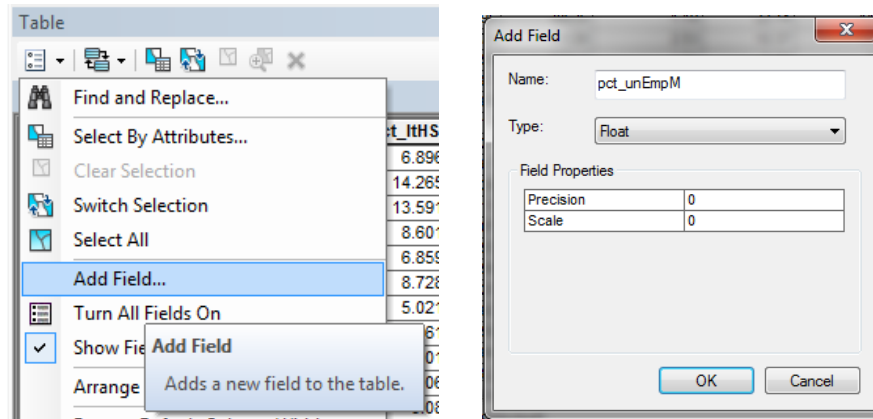 Table
Find and Replace...
Select By Attributes...
Clear Selection
Switch Selection
Select All
Add Field...
Turn All Fields On
Show Fie
Arrange
Add Field
Adds a new field to the table.
ct_ltHS
6.896
14.265
13.591
8.601
6.859
8.728
5.021
Add Field
Name:
pct_unEmpM
Type:
Float
Field Properties
Precision 0
Scale 0
OK Cancel